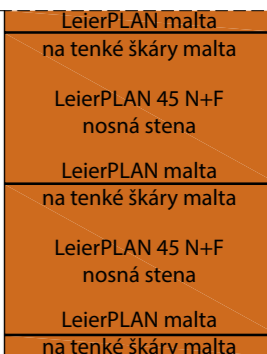 LeierPLAN malta
na tenké škáry malta
LeierPLAN 45 N+F
nosná stena
LeierPLAN malta
na tenké škáry malta
LeierPLAN 45 N+F
nosná stena
LeierPLAN malta
na tenké škáry malta